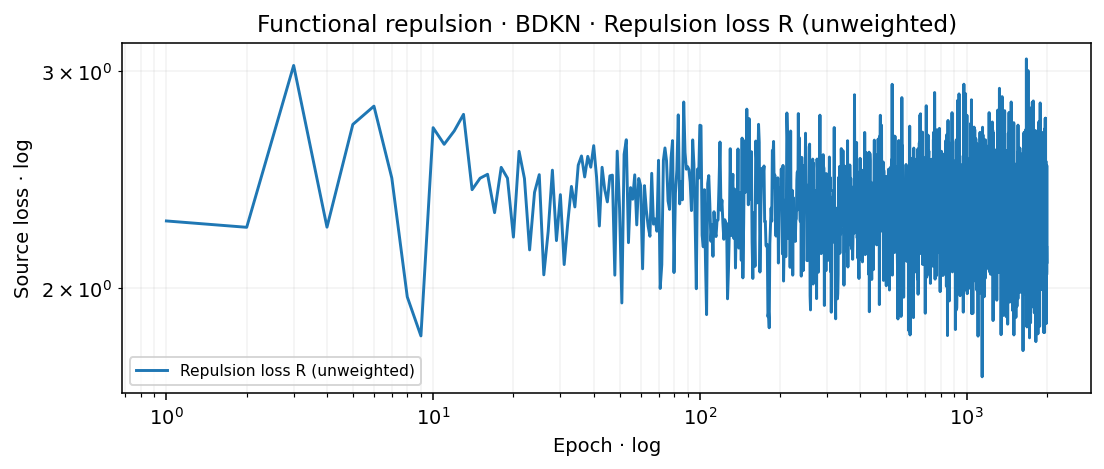 Functional repulsion · BDKN · Repulsion loss R (unweighted)
Source loss · log
3 × 10⁰
2 × 10⁰
Repulsion loss R (unweighted)
10⁰ 10¹ 10² 10³
Epoch · log